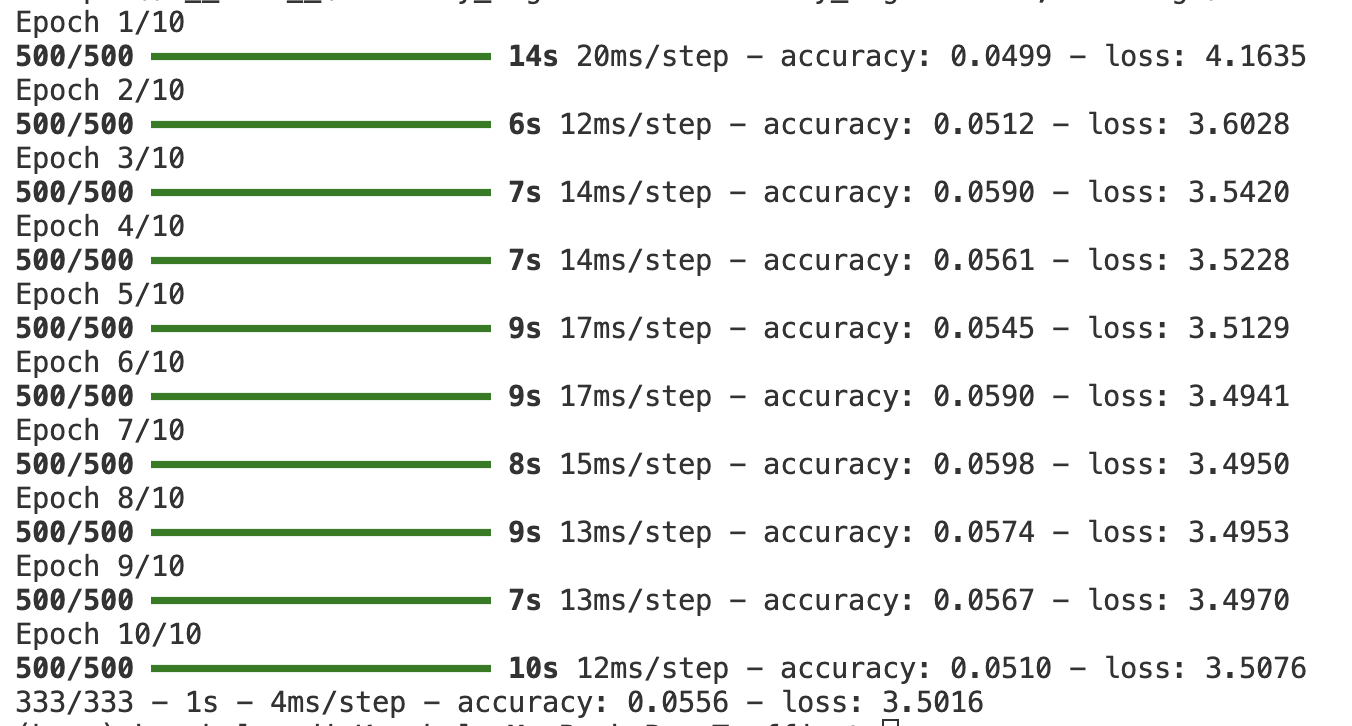 Epoch 1/10
500/500 14s 20ms/step - accuracy: 0.0499 - loss: 4.1635
Epoch 2/10
500/500 6s 12ms/step - accuracy: 0.0512 - loss: 3.6028
Epoch 3/10
500/500 7s 14ms/step - accuracy: 0.0590 - loss: 3.5420
Epoch 4/10
500/500 7s 14ms/step - accuracy: 0.0561 - loss: 3.5228
Epoch 5/10
500/500 9s 17ms/step - accuracy: 0.0545 - loss: 3.5129
Epoch 6/10
500/500 9s 17ms/step - accuracy: 0.0590 - loss: 3.4941
Epoch 7/10
500/500 8s 15ms/step - accuracy: 0.0598 - loss: 3.4950
Epoch 8/10
500/500 9s 13ms/step - accuracy: 0.0574 - loss: 3.4953
Epoch 9/10
500/500 7s 13ms/step - accuracy: 0.0567 - loss: 3.4970
Epoch 10/10
500/500 10s 12ms/step - accuracy: 0.0510 - loss: 3.5076
333/333 - 1s - 4ms/step - accuracy: 0.0556 - loss: 3.5016